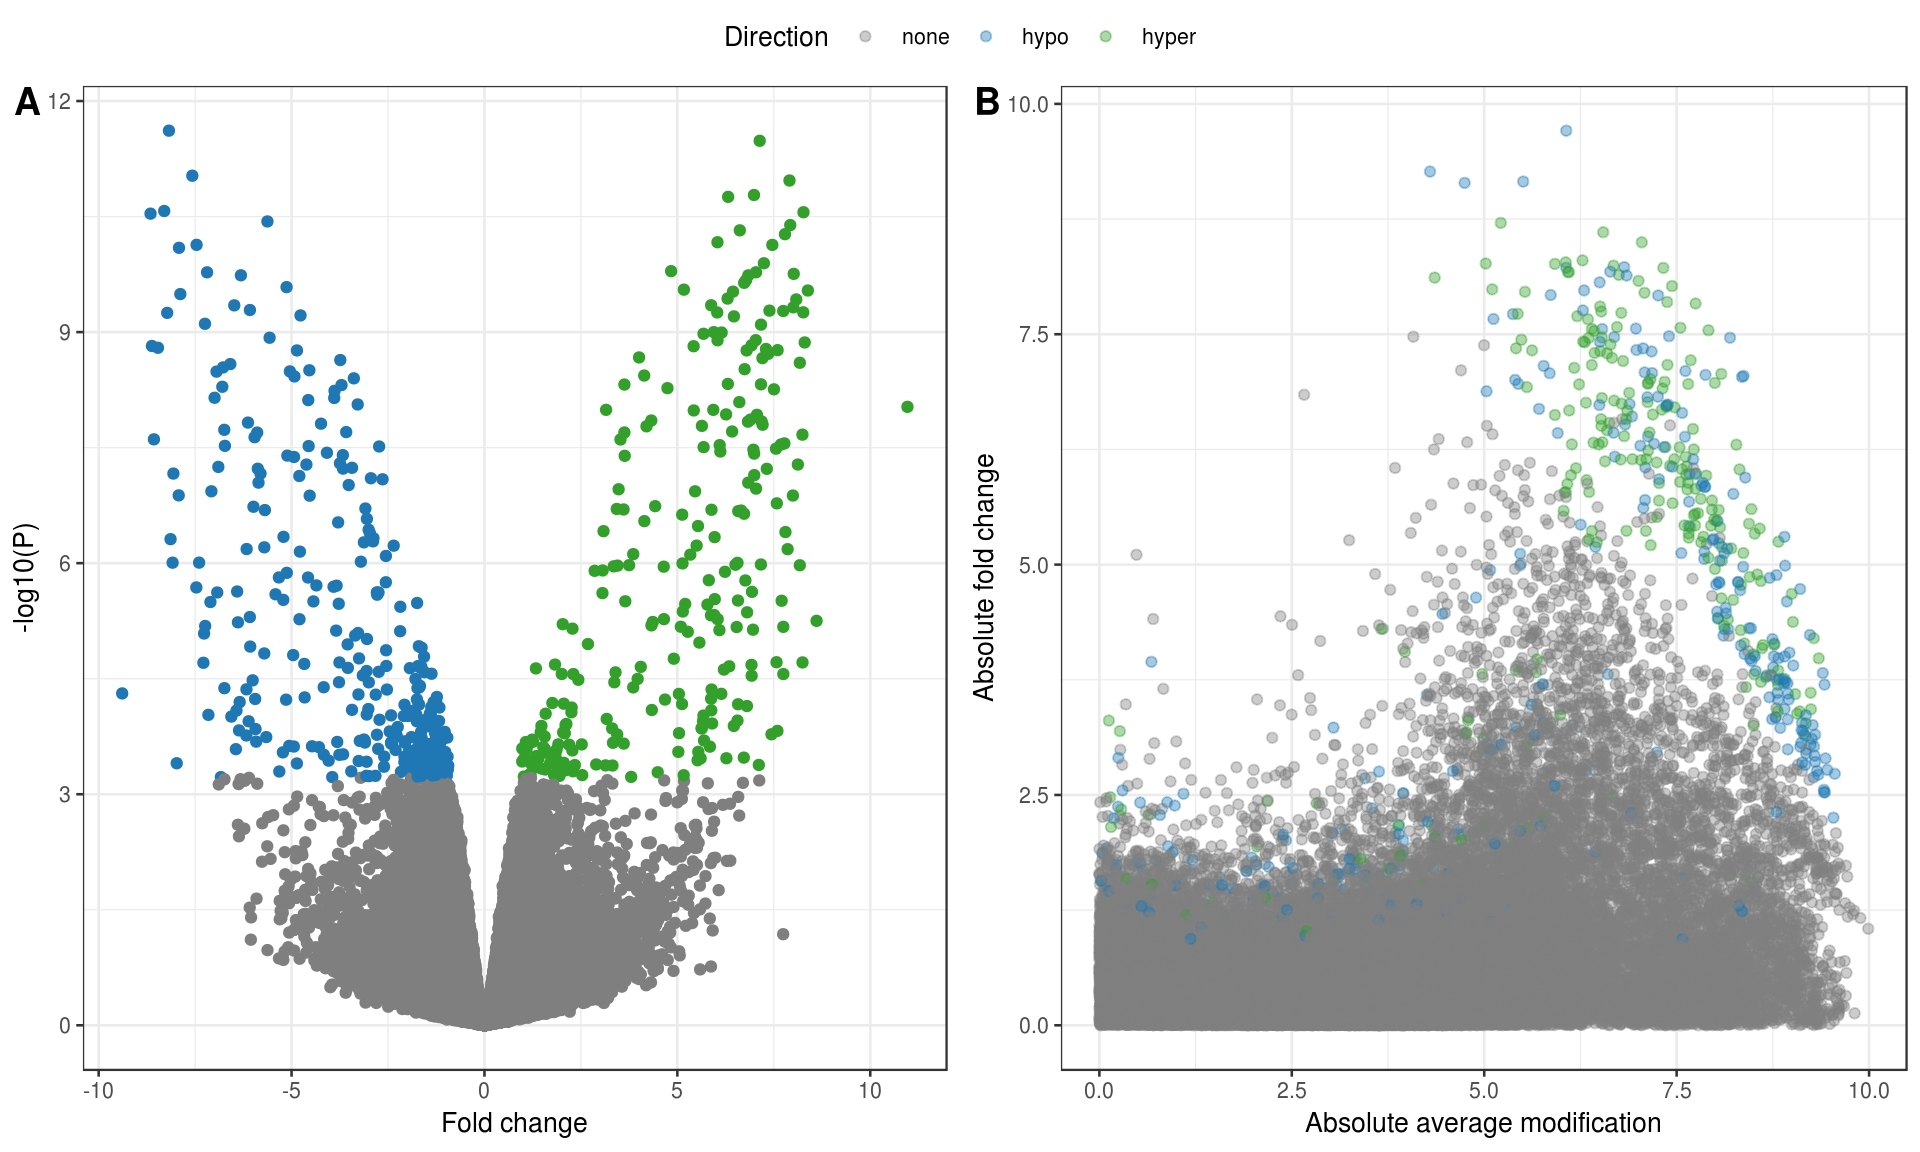 Direction none hypo hyper
A
12
9
6
3
0
-log10(P)
-10 -5 0 5 10
Fold change
B
10.0
7.5
5.0
2.5
0.0
Absolute fold change
0.0 2.5 5.0 7.5 10.0
Absolute average modification